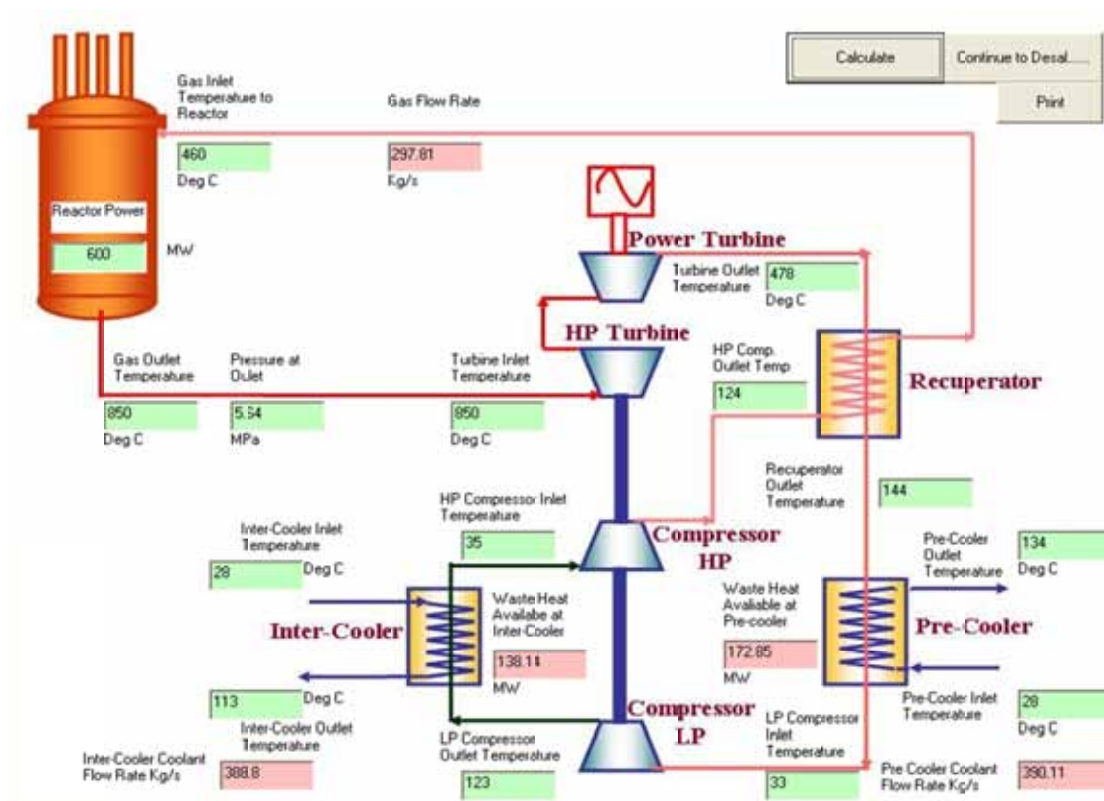 Calculate
Continue to Desal.....
Print
Gas Inlet
Temperature to
Reactor
460
Deg C
Gas Flow Rate
297.81
Kg/s
Reactor Power
600
MW
Power Turbine
Turbine Outlet
Temperature
478
Deg C
HP Turbine
HP Comp.
Outlet Temp
124
Recuperator
Gas Outlet
Temperature
850
Deg C
Pressure at
Oulet
5.64
MPa
Turbine Inlet
Temperature
850
Deg C
Recuperator
Outlet
Temperature
144
HP Compressor Inlet
Temperature
35
Compressor
HP
Inter-Cooler Inlet
Temperature
28
Deg C
Pre-Cooler
Outlet
Temperature
134
Deg C
Inter-Cooler
Waste Heat
Availabe at
Inter-Cooler
138.14
MW
Waste Heat
Avaliable at
Pre-cooler
172.85
MW
Pre-Cooler
113
Deg C
Inter-Cooler Outlet
Temperature
Compressor
LP
Pre-Cooler Inlet
Temperature
28
Deg C
Inter-Cooler Coolant
Flow Rate Kg/s
388.8
LP Compressor
Outlet Temperature
123
LP Compressor
Inlet
Temperature
33
Pre Cooler Coolant
Flow Rate Kg/s
390.11